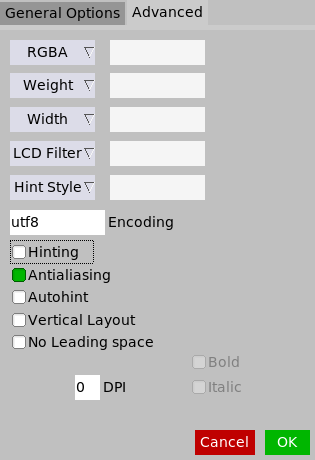 General Options Advanced
RGBA
Weight
Width
LCD Filter
Hint Style
utf8 Encoding
Hinting
Antialiasing
Autohint
Vertical Layout
No Leading space
Bold
0 DPI Italic
Cancel OK